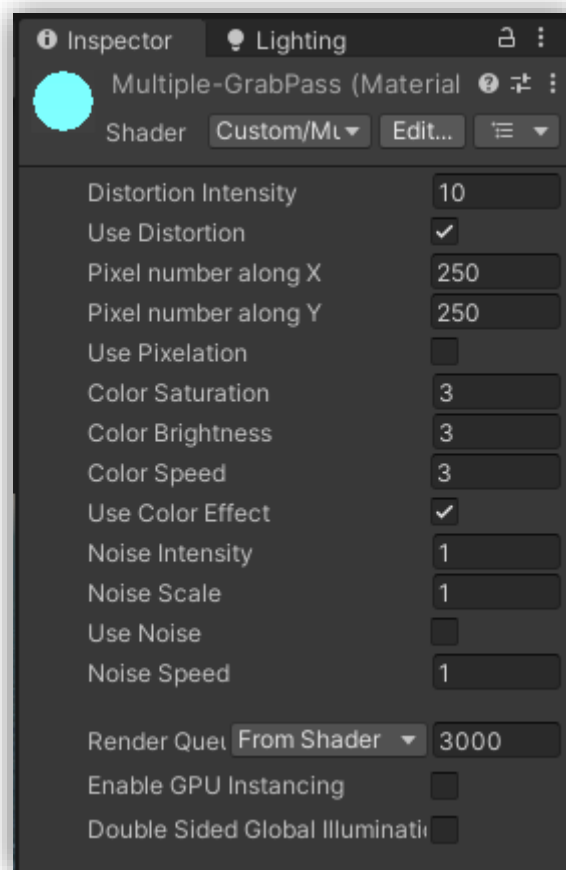 Inspector Lighting
Multiple-GrabPass (Material
Shader Custom/Mu Edit...
Distortion Intensity 10
Use Distortion
Pixel number along X 250
Pixel number along Y 250
Use Pixelation
Color Saturation 3
Color Brightness 3
Color Speed 3
Use Color Effect
Noise Intensity 1
Noise Scale 1
Use Noise
Noise Speed 1
Render Queu From Shader 3000
Enable GPU Instancing
Double Sided Global Illuminatio